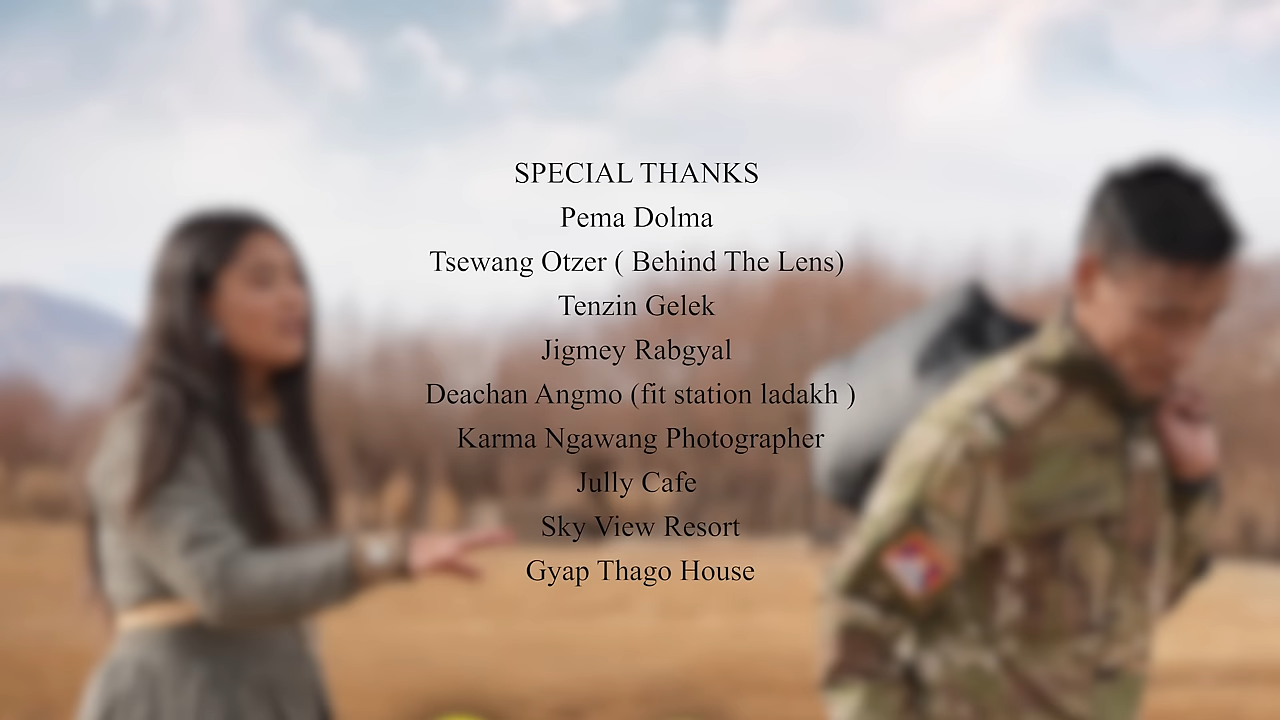 SPECIAL THANKS
Pema Dolma
Tsewang Otzer ( Behind The Lens)
Tenzin Gelek
Jigmey Rabgyal
Deachan Angmo (fit station ladakh )
Karma Ngawang Photographer
Jully Cafe
Sky View Resort
Gyap Thago House